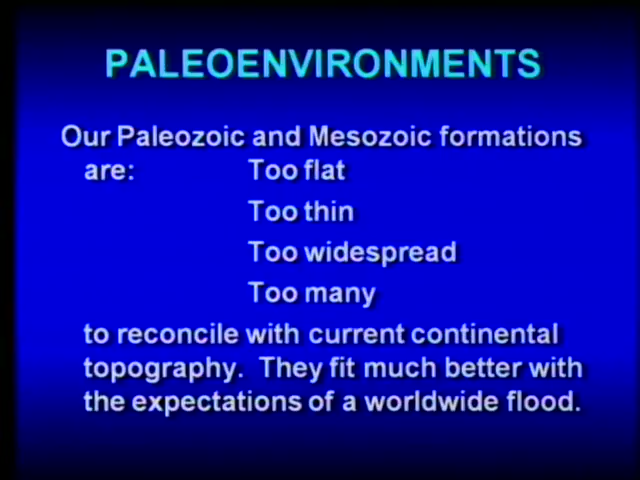 PALEOENVIRONMENTS
Our Paleozoic and Mesozoic formations
are: Too flat
Too thin
Too widespread
Too many
to reconcile with current continental
topography. They fit much better with
the expectations of a worldwide flood.